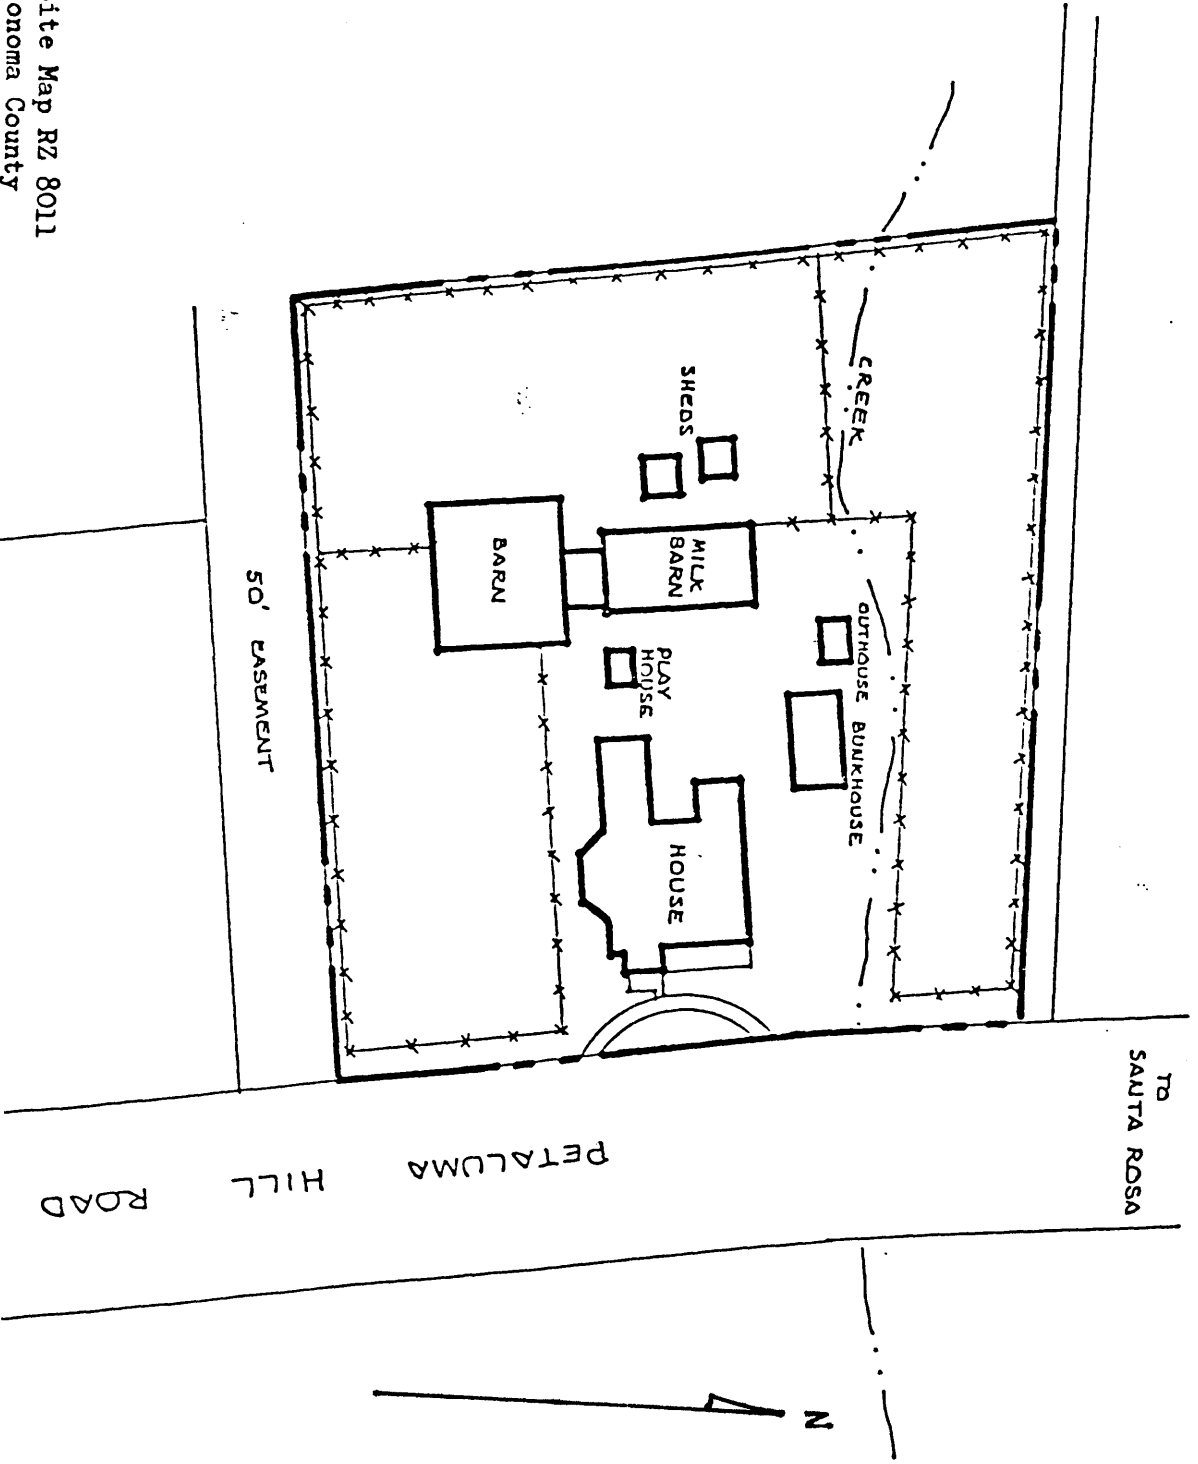 ite Map RZ 8011
onoma County
CREEK
SHEDS
BARN
MILK
BARN
PLAY
HOUSE
OUTHOUSE
BUNKHOUSE
HOUSE
50' EASEMENT
TO
SANTA ROSA
PETALUMA HILL ROAD
N